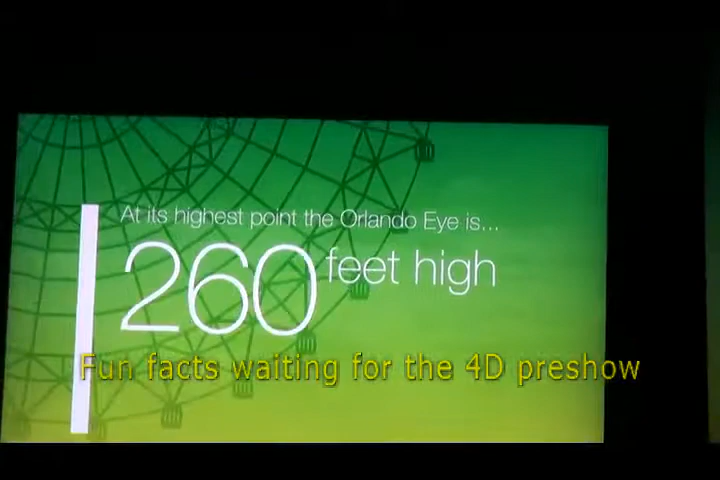 At its highest point the Orlando Eye is...
260 feet high
Fun facts waiting for the 4D preshow